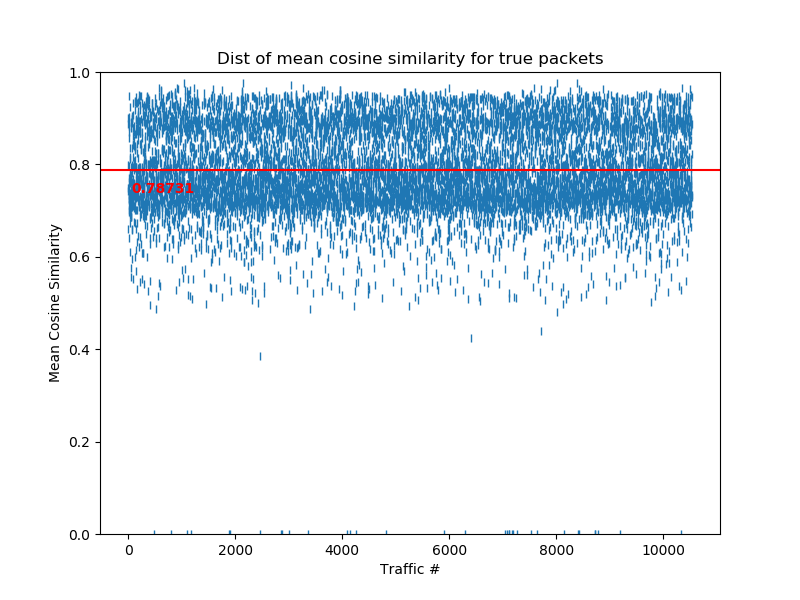 Dist of mean cosine similarity for true packets
1.0
0.8
0.78731
0.6
0.4
0.2
0.0
Mean Cosine Similarity
0 2000 4000 6000 8000 10000
Traffic #